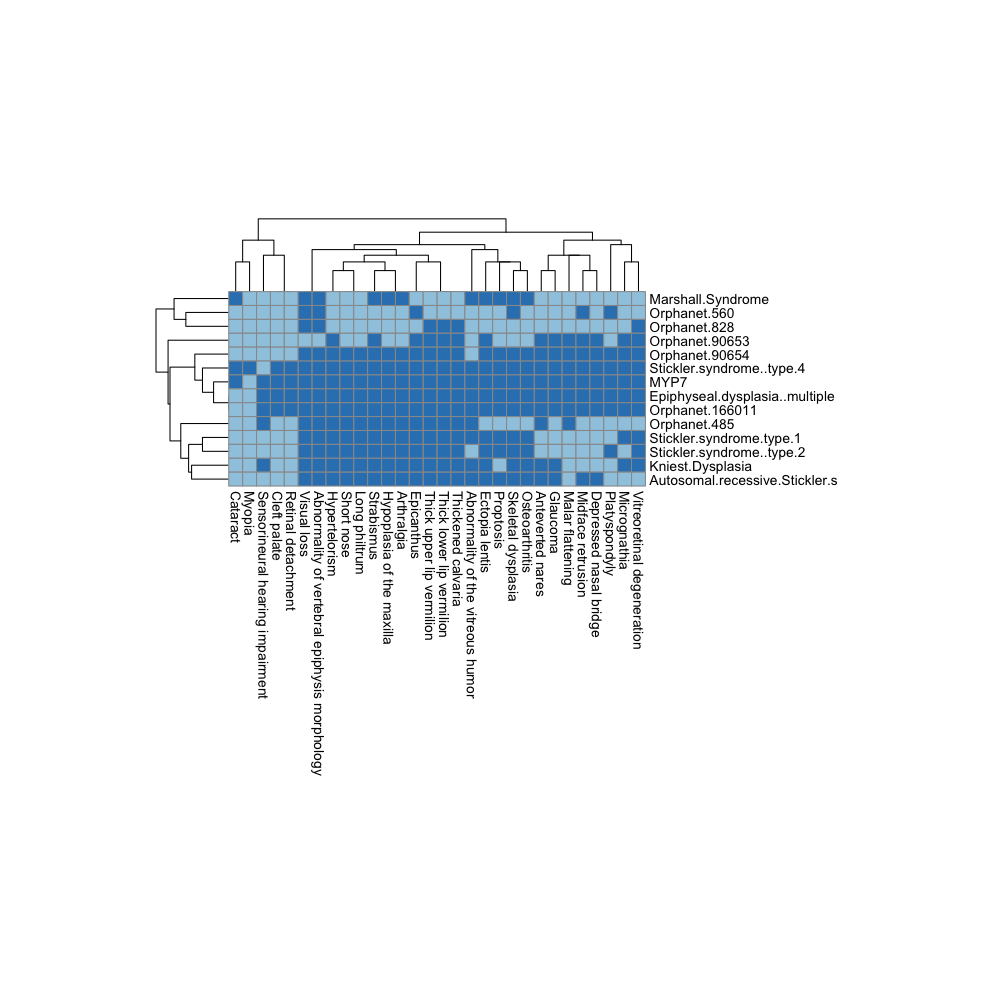 Marshall.Syndrome
Orphanet.560
Orphanet.828
Orphanet.90653
Orphanet.90654
Stickler.syndrome..type.4
MYP7
Epiphyseal.dysplasia..multiple
Orphanet.166011
Orphanet.485
Stickler.syndrome.type.1
Stickler.syndrome..type.2
Kniest.Dysplasia
Autosomal.recessive.Stickler.s
Cataract
Myopia
Sensorineural hearing impairment
Cleft palate
Retinal detachment
Visual loss
Abnormality of vertebral epiphysis morphology
Hypertelorism
Short nose
Long philtrum
Strabismus
Hypoplasia of the maxilla
Arthralgia
Epicanthus
Thick upper lip vermilion
Thick lower lip vermilion
Thickened calvaria
Abnormality of the vitreous humor
Ectopia lentis
Proptosis
Skeletal dysplasia
Osteoarthritis
Anteverted nares
Glaucoma
Malar flattening
Midface retrusion
Depressed nasal bridge
Platyspondyly
Micrognathia
Vitreoretinal degeneration